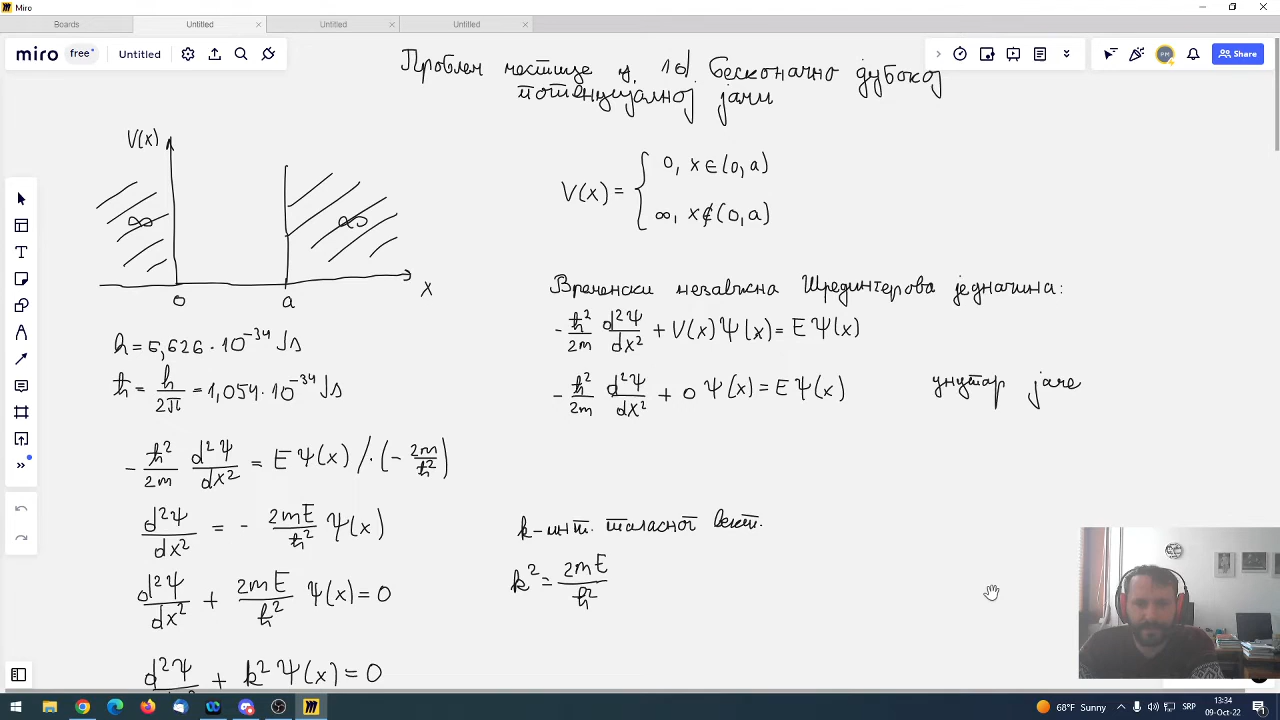 Miro
Boards
Untitled
Untitled
Untitled
miro
free
Untitled
Share
Проблем честице у 1d бесконачно дубокој
потенцијалној јами
V(x)
∞
∞
0
a
x
V(x) = { 0, x ∈ (0, a)
∞, x ∉ (0, a)
h = 6,626 · 10⁻³⁴ Js
ħ = h/2π = 1,054 · 10⁻³⁴ Js
Временски независна Шредингерова једначина:
- ħ²/2m d²Ψ/dx² + V(x)Ψ(x) = EΨ(x)
- ħ²/2m d²Ψ/dx² + 0 Ψ(x) = EΨ(x)
унутар јаме
- ħ²/2m d²Ψ/dx² = EΨ(x) / · (- 2m/ħ²)
d²Ψ/dx² = - 2mE/ħ² Ψ(x)
d²Ψ/dx² + 2mE/ħ² Ψ(x) = 0
d²Ψ/dx² + k² Ψ(x) = 0
k - инт. таласног вект.
k² = 2mE/ħ²
68°F Sunny
SRP
13:34
09-Oct-22